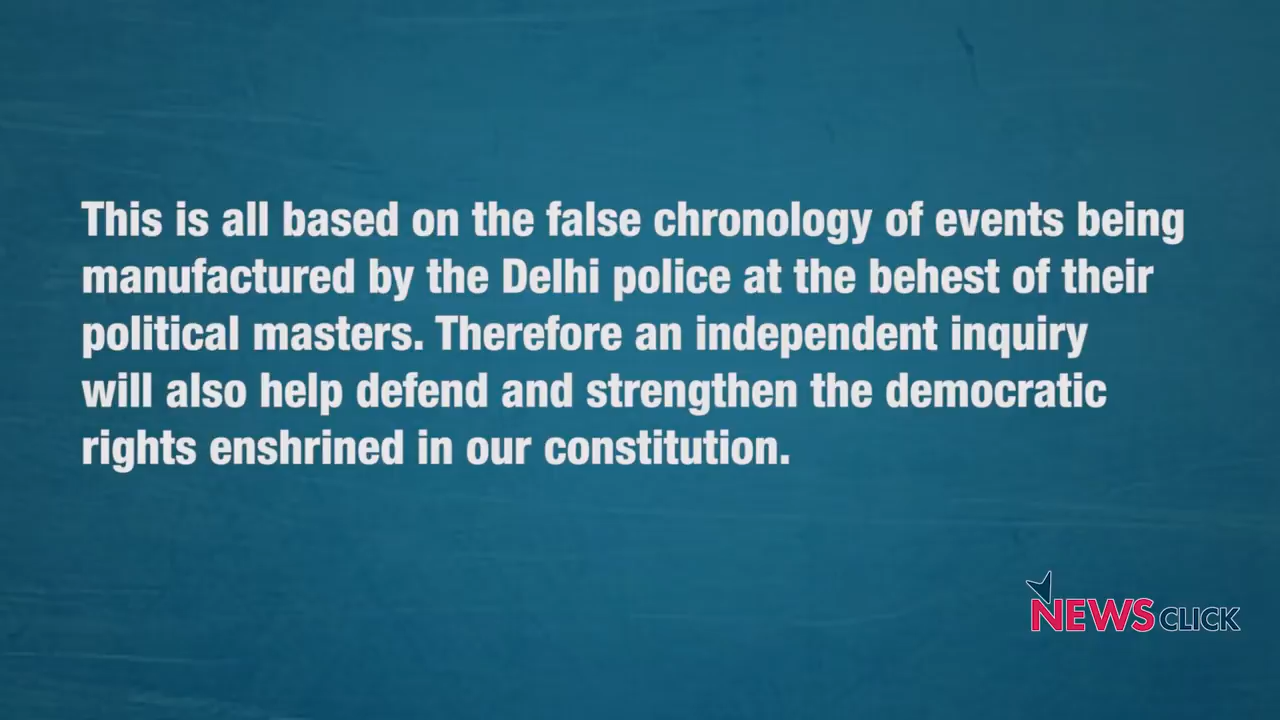 This is all based on the false chronology of events being
manufactured by the Delhi police at the behest of their
political masters. Therefore an independent inquiry
will also help defend and strengthen the democratic
rights enshrined in our constitution.
NEWSCLICK